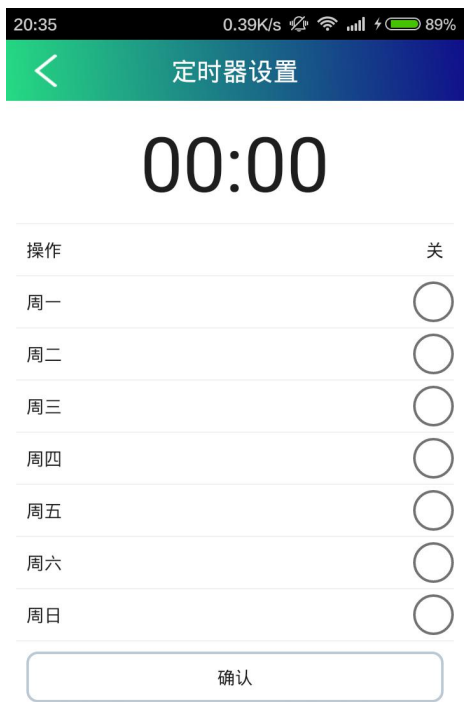 20:35 0.39K/s 89%
定时器设置
00:00
操作 关
周一
周二
周三
周四
周五
周六
周日
确认